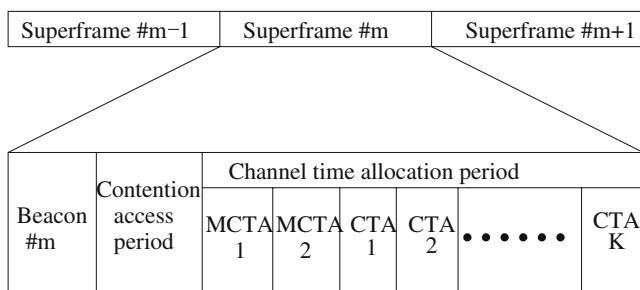 Superframe #m−1 Superframe #m Superframe #m+1
Channel time allocation period
Beacon
#m
Contention
access
period
MCTA
1
MCTA
2
CTA
1
CTA
2
CTA
K